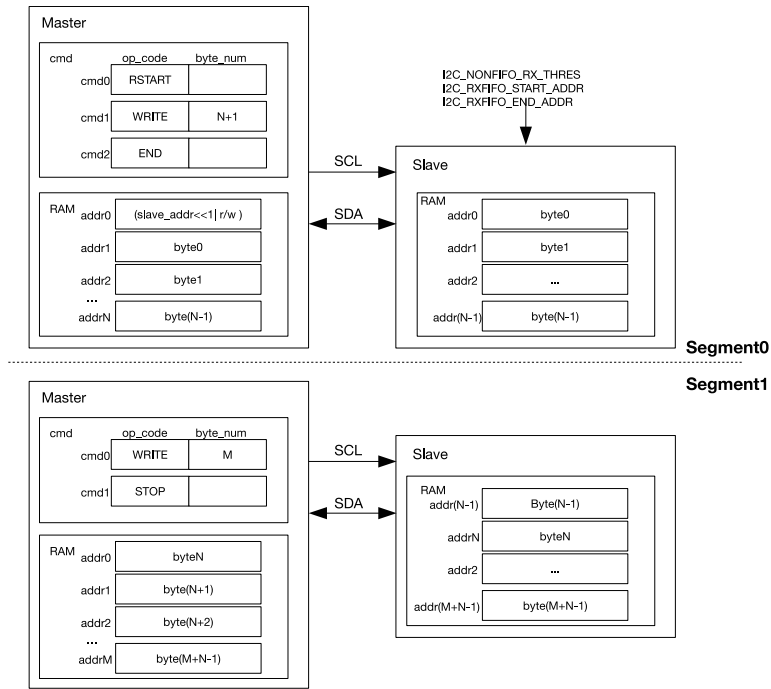 Master
cmd op_code byte_num
cmd0 RSTART
cmd1 WRITE N+1
cmd2 END
RAM
addr0 (slave_addr<<1| r/w )
addr1 byte0
addr2 byte1
...
addrN byte(N-1)
SCL
SDA
I2C_NONFIFO_RX_THRES
I2C_RXFIFO_START_ADDR
I2C_RXFIFO_END_ADDR
Slave
RAM
addr0 byte0
addr1 byte1
addr2 ...
addr(N-1) byte(N-1)
Segment0
Segment1
Master
cmd op_code byte_num
cmd0 WRITE M
cmd1 STOP
RAM
addr0 byteN
addr1 byte(N+1)
addr2 byte(N+2)
...
addrM byte(M+N-1)
SCL
SDA
Slave
RAM
addr(N-1) Byte(N-1)
addrN byteN
addr2 ...
addr(M+N-1) byte(M+N-1)